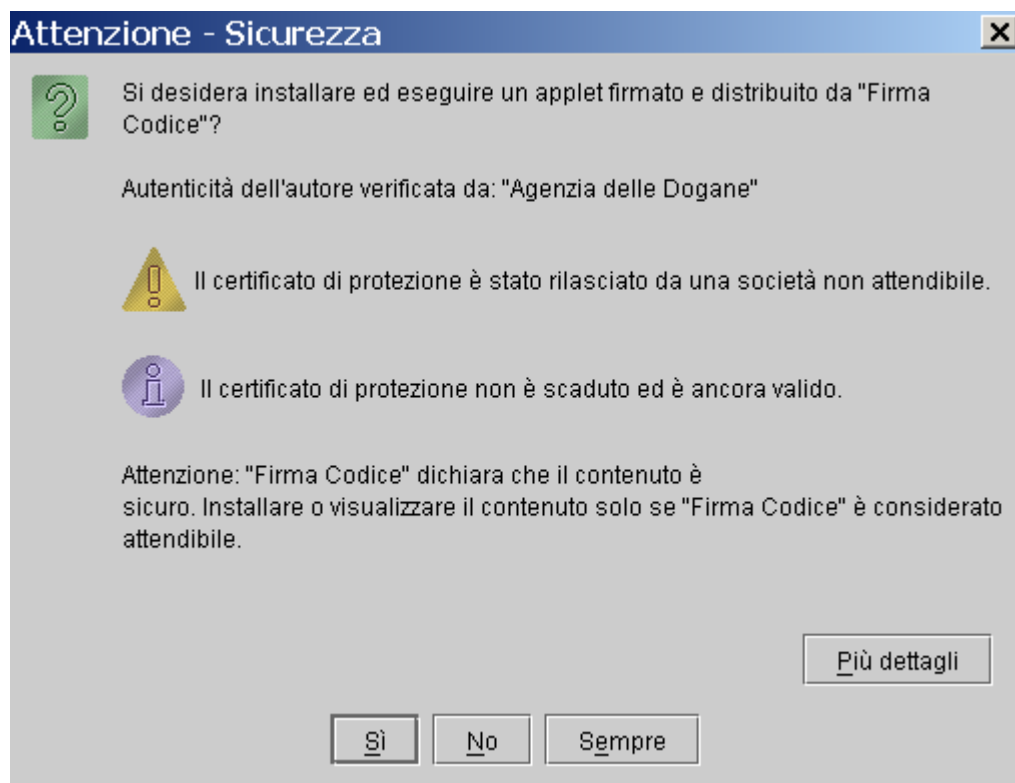 Attenzione - Sicurezza
Si desidera installare ed eseguire un applet firmato e distribuito da "Firma
Codice"?
Autenticità dell'autore verificata da: "Agenzia delle Dogane"
Il certificato di protezione è stato rilasciato da una società non attendibile.
Il certificato di protezione non è scaduto ed è ancora valido.
Attenzione: "Firma Codice" dichiara che il contenuto è
sicuro. Installare o visualizzare il contenuto solo se "Firma Codice" è considerato
attendibile.
Più dettagli
Sì No Sempre